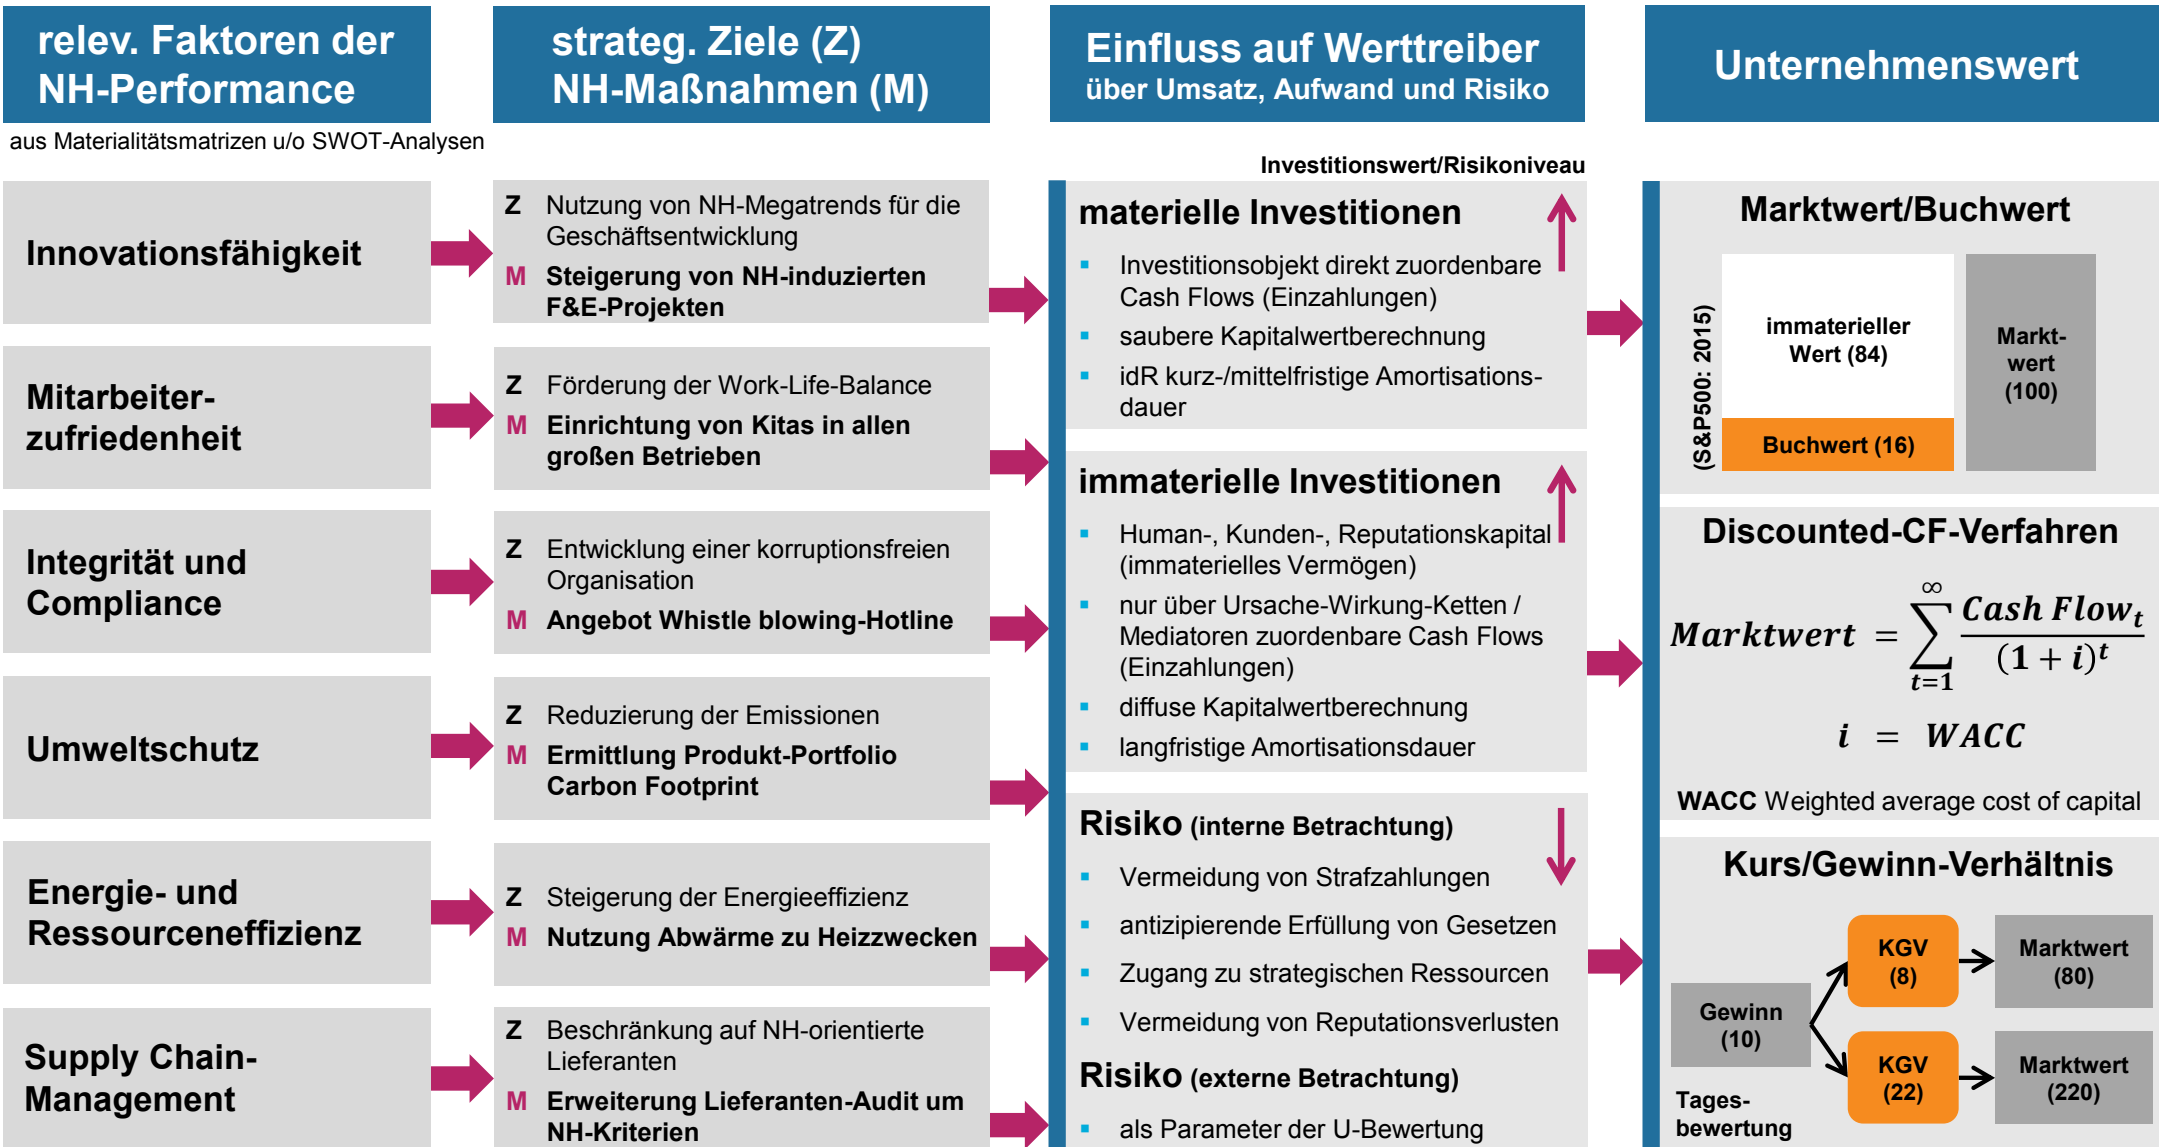 relev. Faktoren der
NH-Performance
aus Materialitätsmatrizen u/o SWOT-Analysen
Innovationsfähigkeit
Mitarbeiter-
zufriedenheit
Integrität und
Compliance
Umweltschutz
Energie- und
Ressourceneffizienz
Supply Chain-
Management
strateg. Ziele (Z)
NH-Maßnahmen (M)
Z Nutzung von NH-Megatrends für die
Geschäftsentwicklung
M Steigerung von NH-induzierten
F&E-Projekten
Z Förderung der Work-Life-Balance
M Einrichtung von Kitas in allen
großen Betrieben
Z Entwicklung einer korruptionsfreien
Organisation
M Angebot Whistle blowing-Hotline
Z Reduzierung der Emissionen
M Ermittlung Produkt-Portfolio
Carbon Footprint
Z Steigerung der Energieeffizienz
M Nutzung Abwärme zu Heizzwecken
Z Beschränkung auf NH-orientierte
Lieferanten
M Erweiterung Lieferanten-Audit um
NH-Kriterien
Einfluss auf Werttreiber
über Umsatz, Aufwand und Risiko
Investitionswert/Risikoniveau
materielle Investitionen
▪ Investitionsobjekt direkt zuordenbare
Cash Flows (Einzahlungen)
▪ saubere Kapitalwertberechnung
▪ idR kurz-/mittelfristige Amortisations-
dauer
immaterielle Investitionen
▪ Human-, Kunden-, Reputationskapital
(immaterielles Vermögen)
▪ nur über Ursache-Wirkung-Ketten /
Mediatoren zuordenbare Cash Flows
(Einzahlungen)
▪ diffuse Kapitalwertberechnung
▪ langfristige Amortisationsdauer
Risiko (interne Betrachtung)
▪ Vermeidung von Strafzahlungen
▪ antizipierende Erfüllung von Gesetzen
▪ Zugang zu strategischen Ressourcen
▪ Vermeidung von Reputationsverlusten
Risiko (externe Betrachtung)
▪ als Parameter der U-Bewertung
Unternehmenswert
Marktwert/Buchwert
(S&P500: 2015)
immaterieller
Wert (84)
Buchwert (16)
Markt-
wert
(100)
Discounted-CF-Verfahren
Marktwert = ∑_{t=1}^{∞} Cash Flow_t / (1 + i)^t
i = WACC
WACC Weighted average cost of capital
Kurs/Gewinn-Verhältnis
Gewinn
(10)
KGV
(8)
Marktwert
(80)
KGV
(22)
Marktwert
(220)
Tages-
bewertung